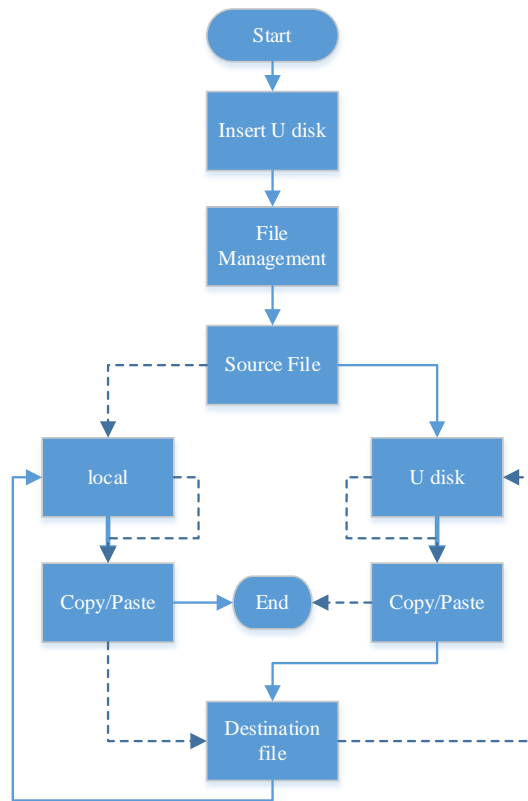 Start
Insert U disk
File
Management
Source File
local
U disk
Copy/Paste
End
Copy/Paste
Destination
file